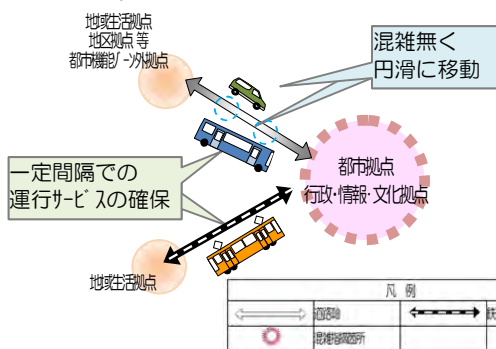 地域生活拠点
地区拠点 等
都市機能ゾーン外拠点
混雑無く
円滑に移動
一定間隔での
運行サービスの確保
都市拠点
行政・情報・文化拠点
地域生活拠点
凡 例
道路軸
鉄